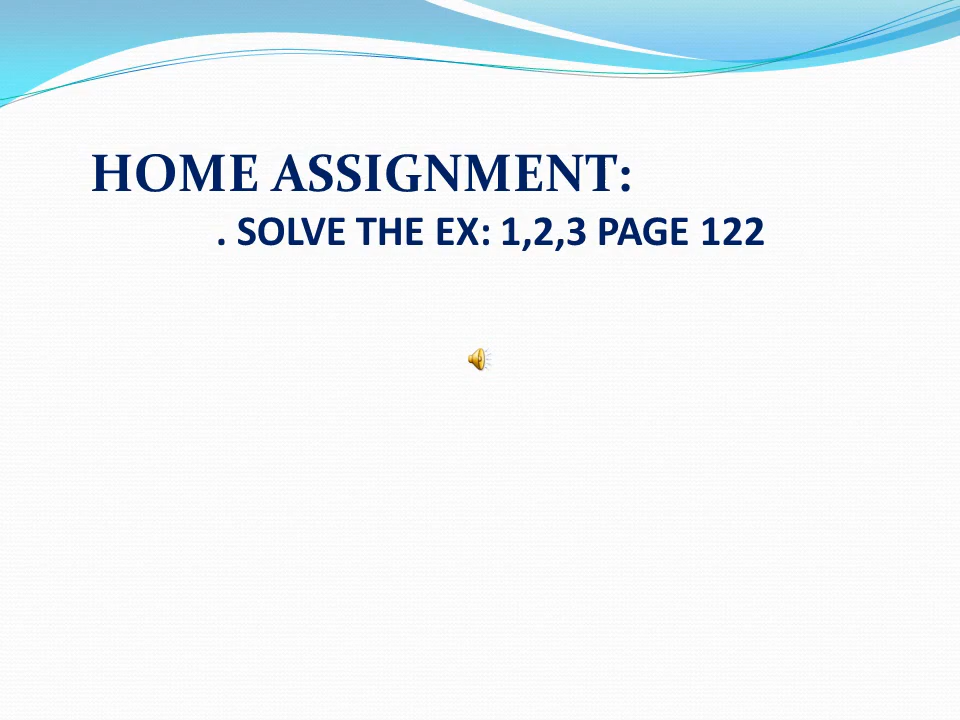 HOME ASSIGNMENT:
. SOLVE THE EX: 1,2,3 PAGE 122